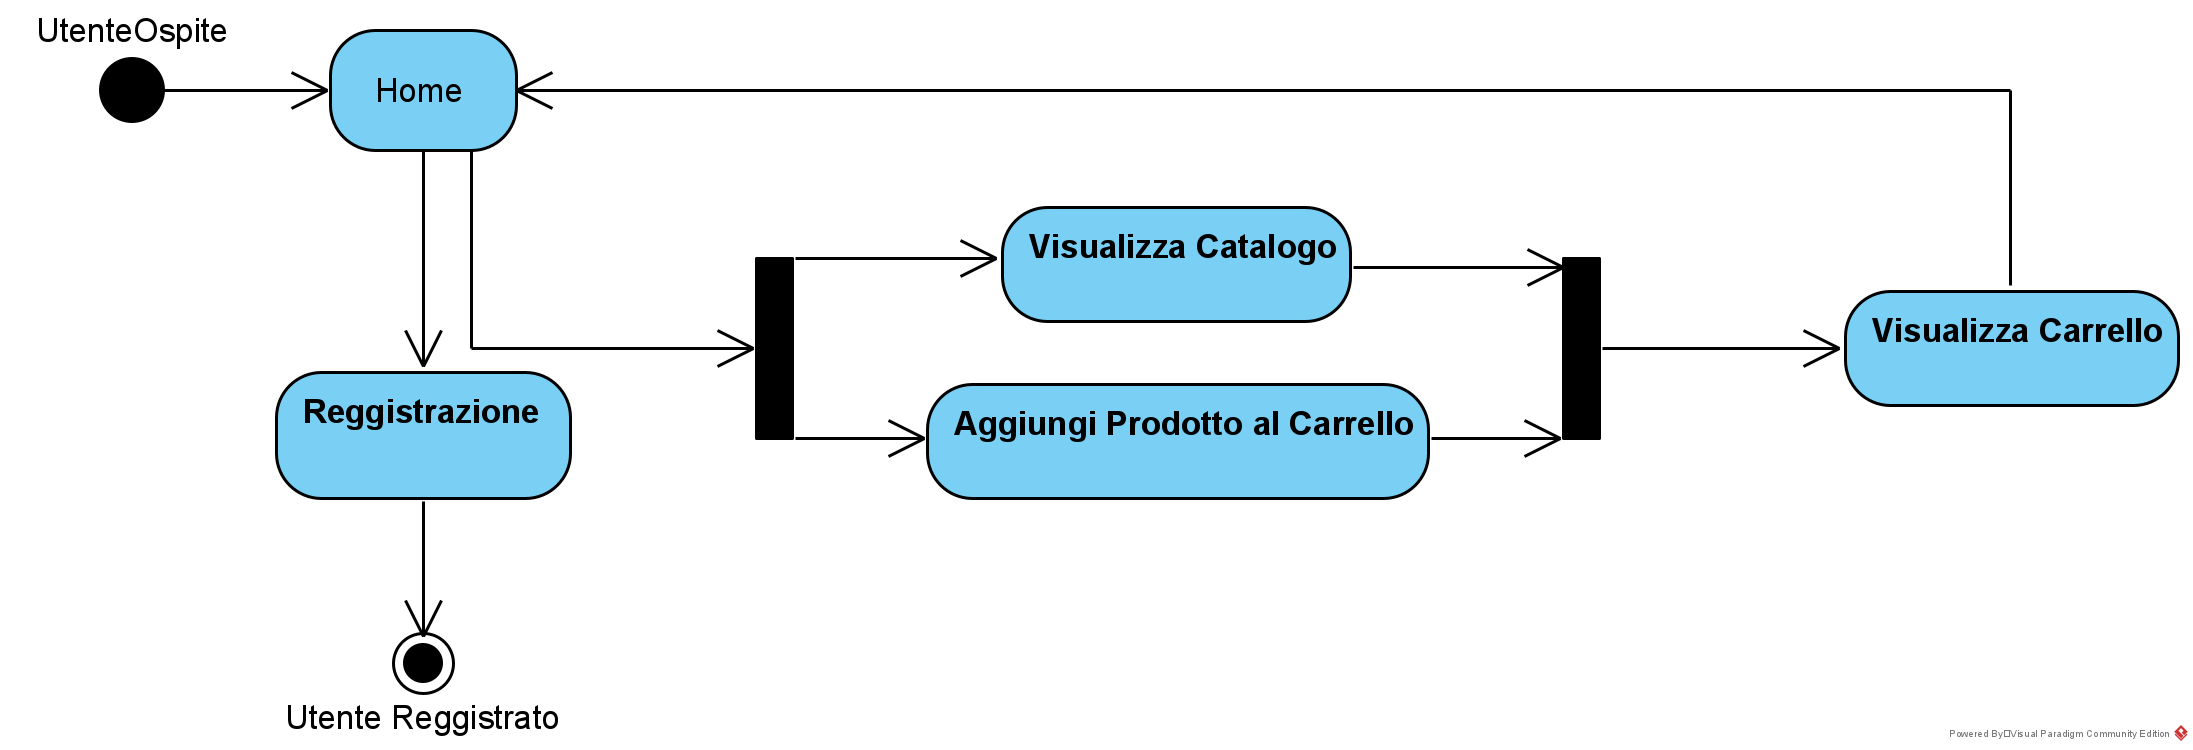 UtenteOspite
Home
Visualizza Catalogo
Visualizza Carrello
Reggistrazione
Aggiungi Prodotto al Carrello
Utente Reggistrato
Powered By Visual Paradigm Community Edition